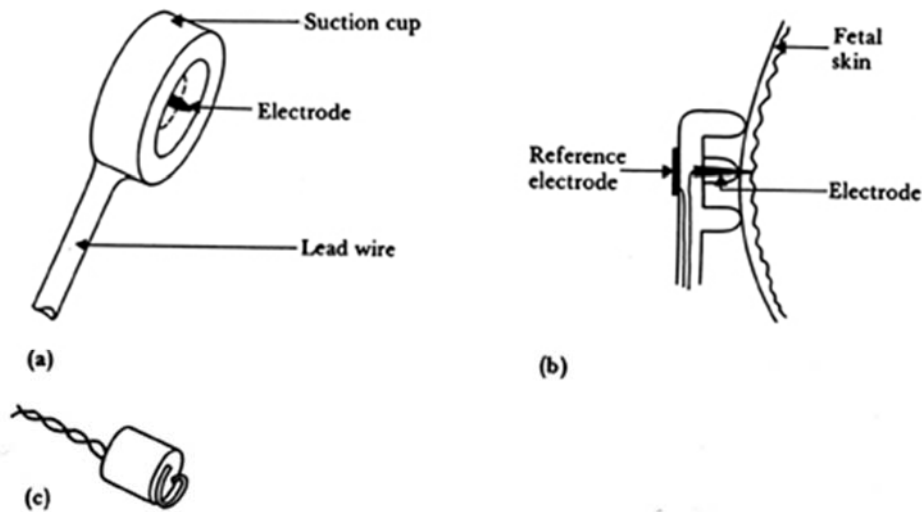 Suction cup
Electrode
Lead wire
(a)
Fetal
skin
Reference
electrode
Electrode
(b)
(c)